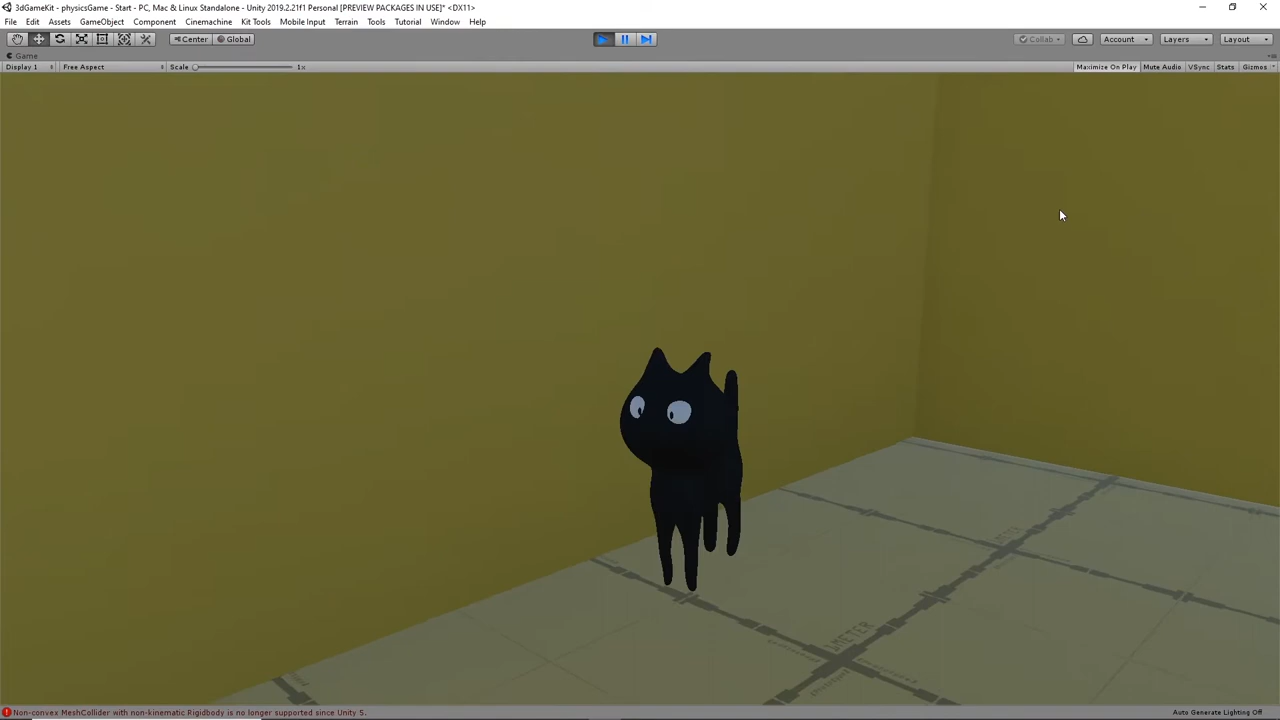 3dGameKit - physicsGame - Start - PC, Mac & Linux Standalone - Unity 2019.2.21f1 Personal [PREVIEW PACKAGES IN USE]* <DX11>
File Edit Assets GameObject Component Cinemachine Kit Tools Mobile Input Terrain Tools Tutorial Cinemachine Window Help
Center Global Collab Account Layers Layout
Game
Display 1 Free Aspect Scale 1x Maximize On Play Mute Audio VSync Stats Gizmos
METER
1METER
Non-convex MeshCollider with non-kinematic Rigidbody is no longer supported since Unity 5. Auto Generate Lighting Off